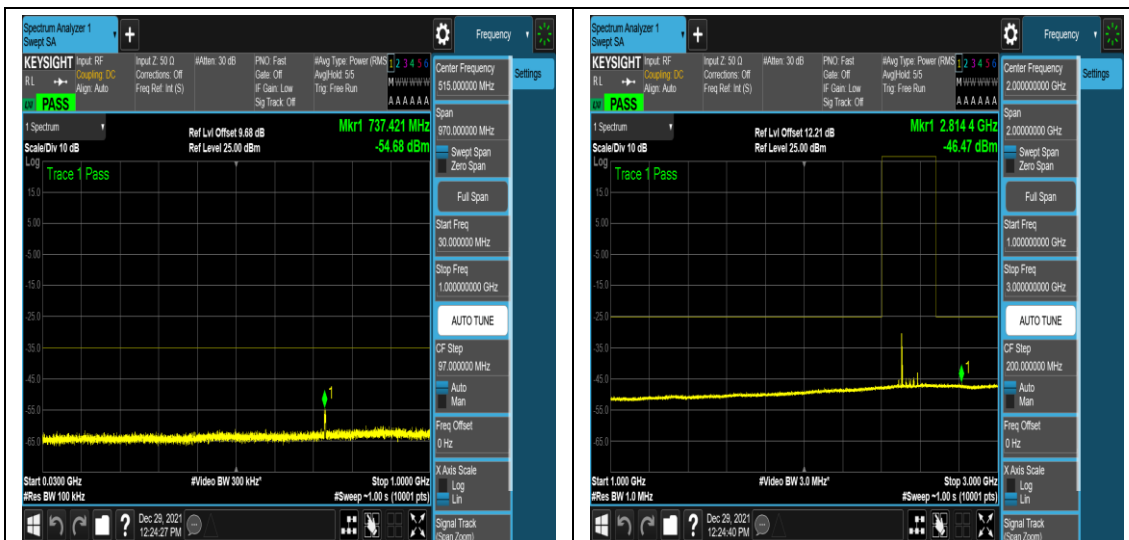 Spectrum Analyzer 1
Swept SA
+
Frequency
KEYSIGHT
RL
Input: RF
Coupling: DC
Align: Auto
Input Z: 50 Ω
Corrections: Off
Freq Ref: Int (S)
#Atten: 30 dB
PNO: Fast
Gate: Off
IF Gain: Low
Sig Track: Off
#Avg Type: Power (RMS
Avg|Hold: 5/5
Trig: Free Run
1 2 3 4 5 6
M W W W W W
A A A A A A
PASS
1 Spectrum
Scale/Div 10 dB
Ref Lvl Offset 9.68 dB
Ref Level 25.00 dBm
Mkr1 737.421 MHz
-54.68 dBm
Log
Trace 1 Pass
15.0
5.00
-5.00
-15.0
-25.0
-35.0
-45.0
-55.0
-65.0
1
Start 0.0300 GHz
#Res BW 100 kHz
#Video BW 300 kHz*
Stop 1.0000 GHz
#Sweep ~1.00 s (10001 pts)
?
Dec 29, 2021
12:24:27 PM
Center Frequency
515.000000 MHz
Settings
Span
970.000000 MHz
Swept Span
Zero Span
Full Span
Start Freq
30.000000 MHz
Stop Freq
1.000000000 GHz
AUTO TUNE
CF Step
97.000000 MHz
Auto
Man
Freq Offset
0 Hz
X Axis Scale
Log
Lin
Signal Track
(Span Zoom)
Spectrum Analyzer 1
Swept SA
+
Frequency
KEYSIGHT
RL
Input: RF
Coupling: DC
Align: Auto
Input Z: 50 Ω
Corrections: Off
Freq Ref: Int (S)
#Atten: 30 dB
PNO: Fast
Gate: Off
IF Gain: Low
Sig Track: Off
#Avg Type: Power (RMS
Avg|Hold: 5/5
Trig: Free Run
1 2 3 4 5 6
M W W W W W
A A A A A A
PASS
1 Spectrum
Scale/Div 10 dB
Ref Lvl Offset 12.21 dB
Ref Level 25.00 dBm
Mkr1 2.814 4 GHz
-46.47 dBm
Log
Trace 1 Pass
15.0
5.00
-5.00
-15.0
-25.0
-35.0
-45.0
-55.0
-65.0
1
Start 1.000 GHz
#Res BW 1.0 MHz
#Video BW 3.0 MHz*
Stop 3.000 GHz
#Sweep ~1.00 s (10001 pts)
?
Dec 29, 2021
12:24:40 PM
Center Frequency
2.000000000 GHz
Settings
Span
2.00000000 GHz
Swept Span
Zero Span
Full Span
Start Freq
1.000000000 GHz
Stop Freq
3.000000000 GHz
AUTO TUNE
CF Step
200.000000 MHz
Auto
Man
Freq Offset
0 Hz
X Axis Scale
Log
Lin
Signal Track
(Span Zoom)